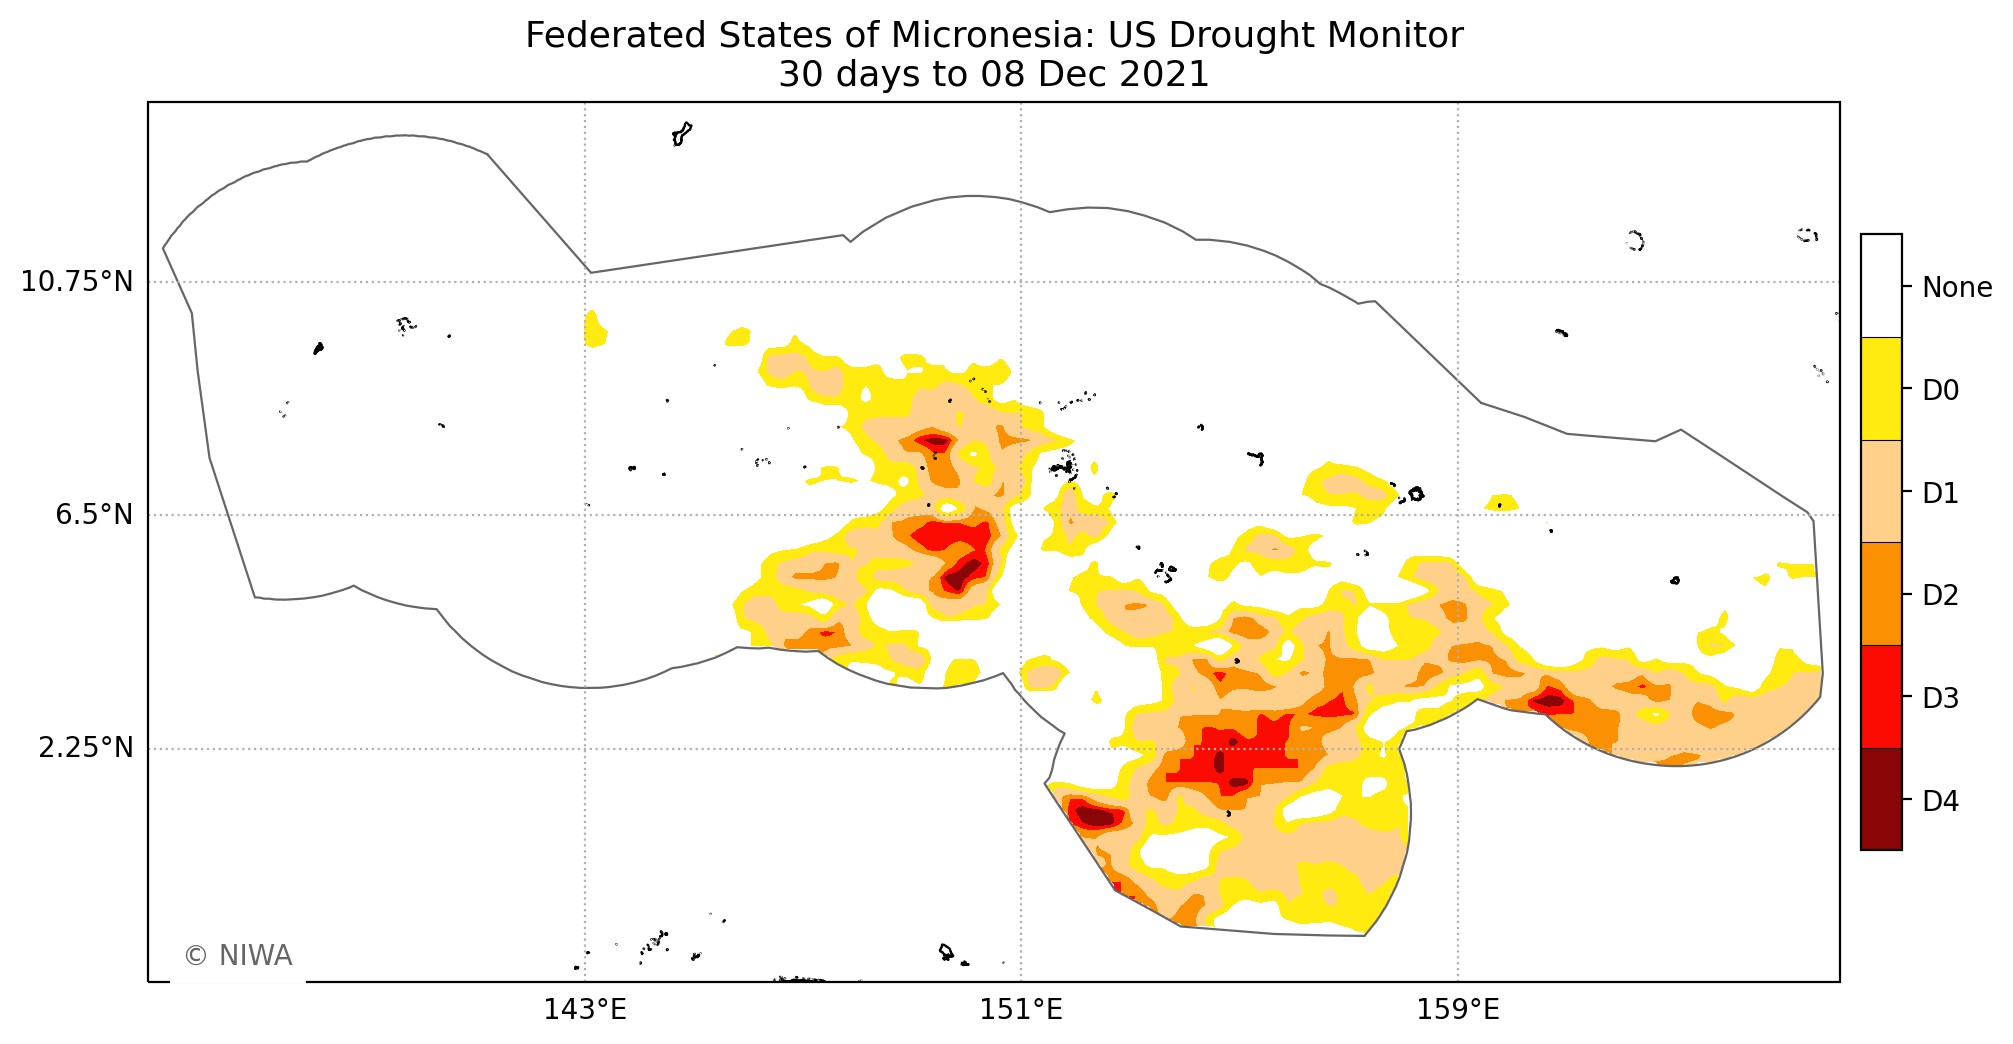 Federated States of Micronesia: US Drought Monitor
30 days to 08 Dec 2021
10.75°N
6.5°N
2.25°N
143°E
151°E
159°E
None
D0
D1
D2
D3
D4
© NIWA